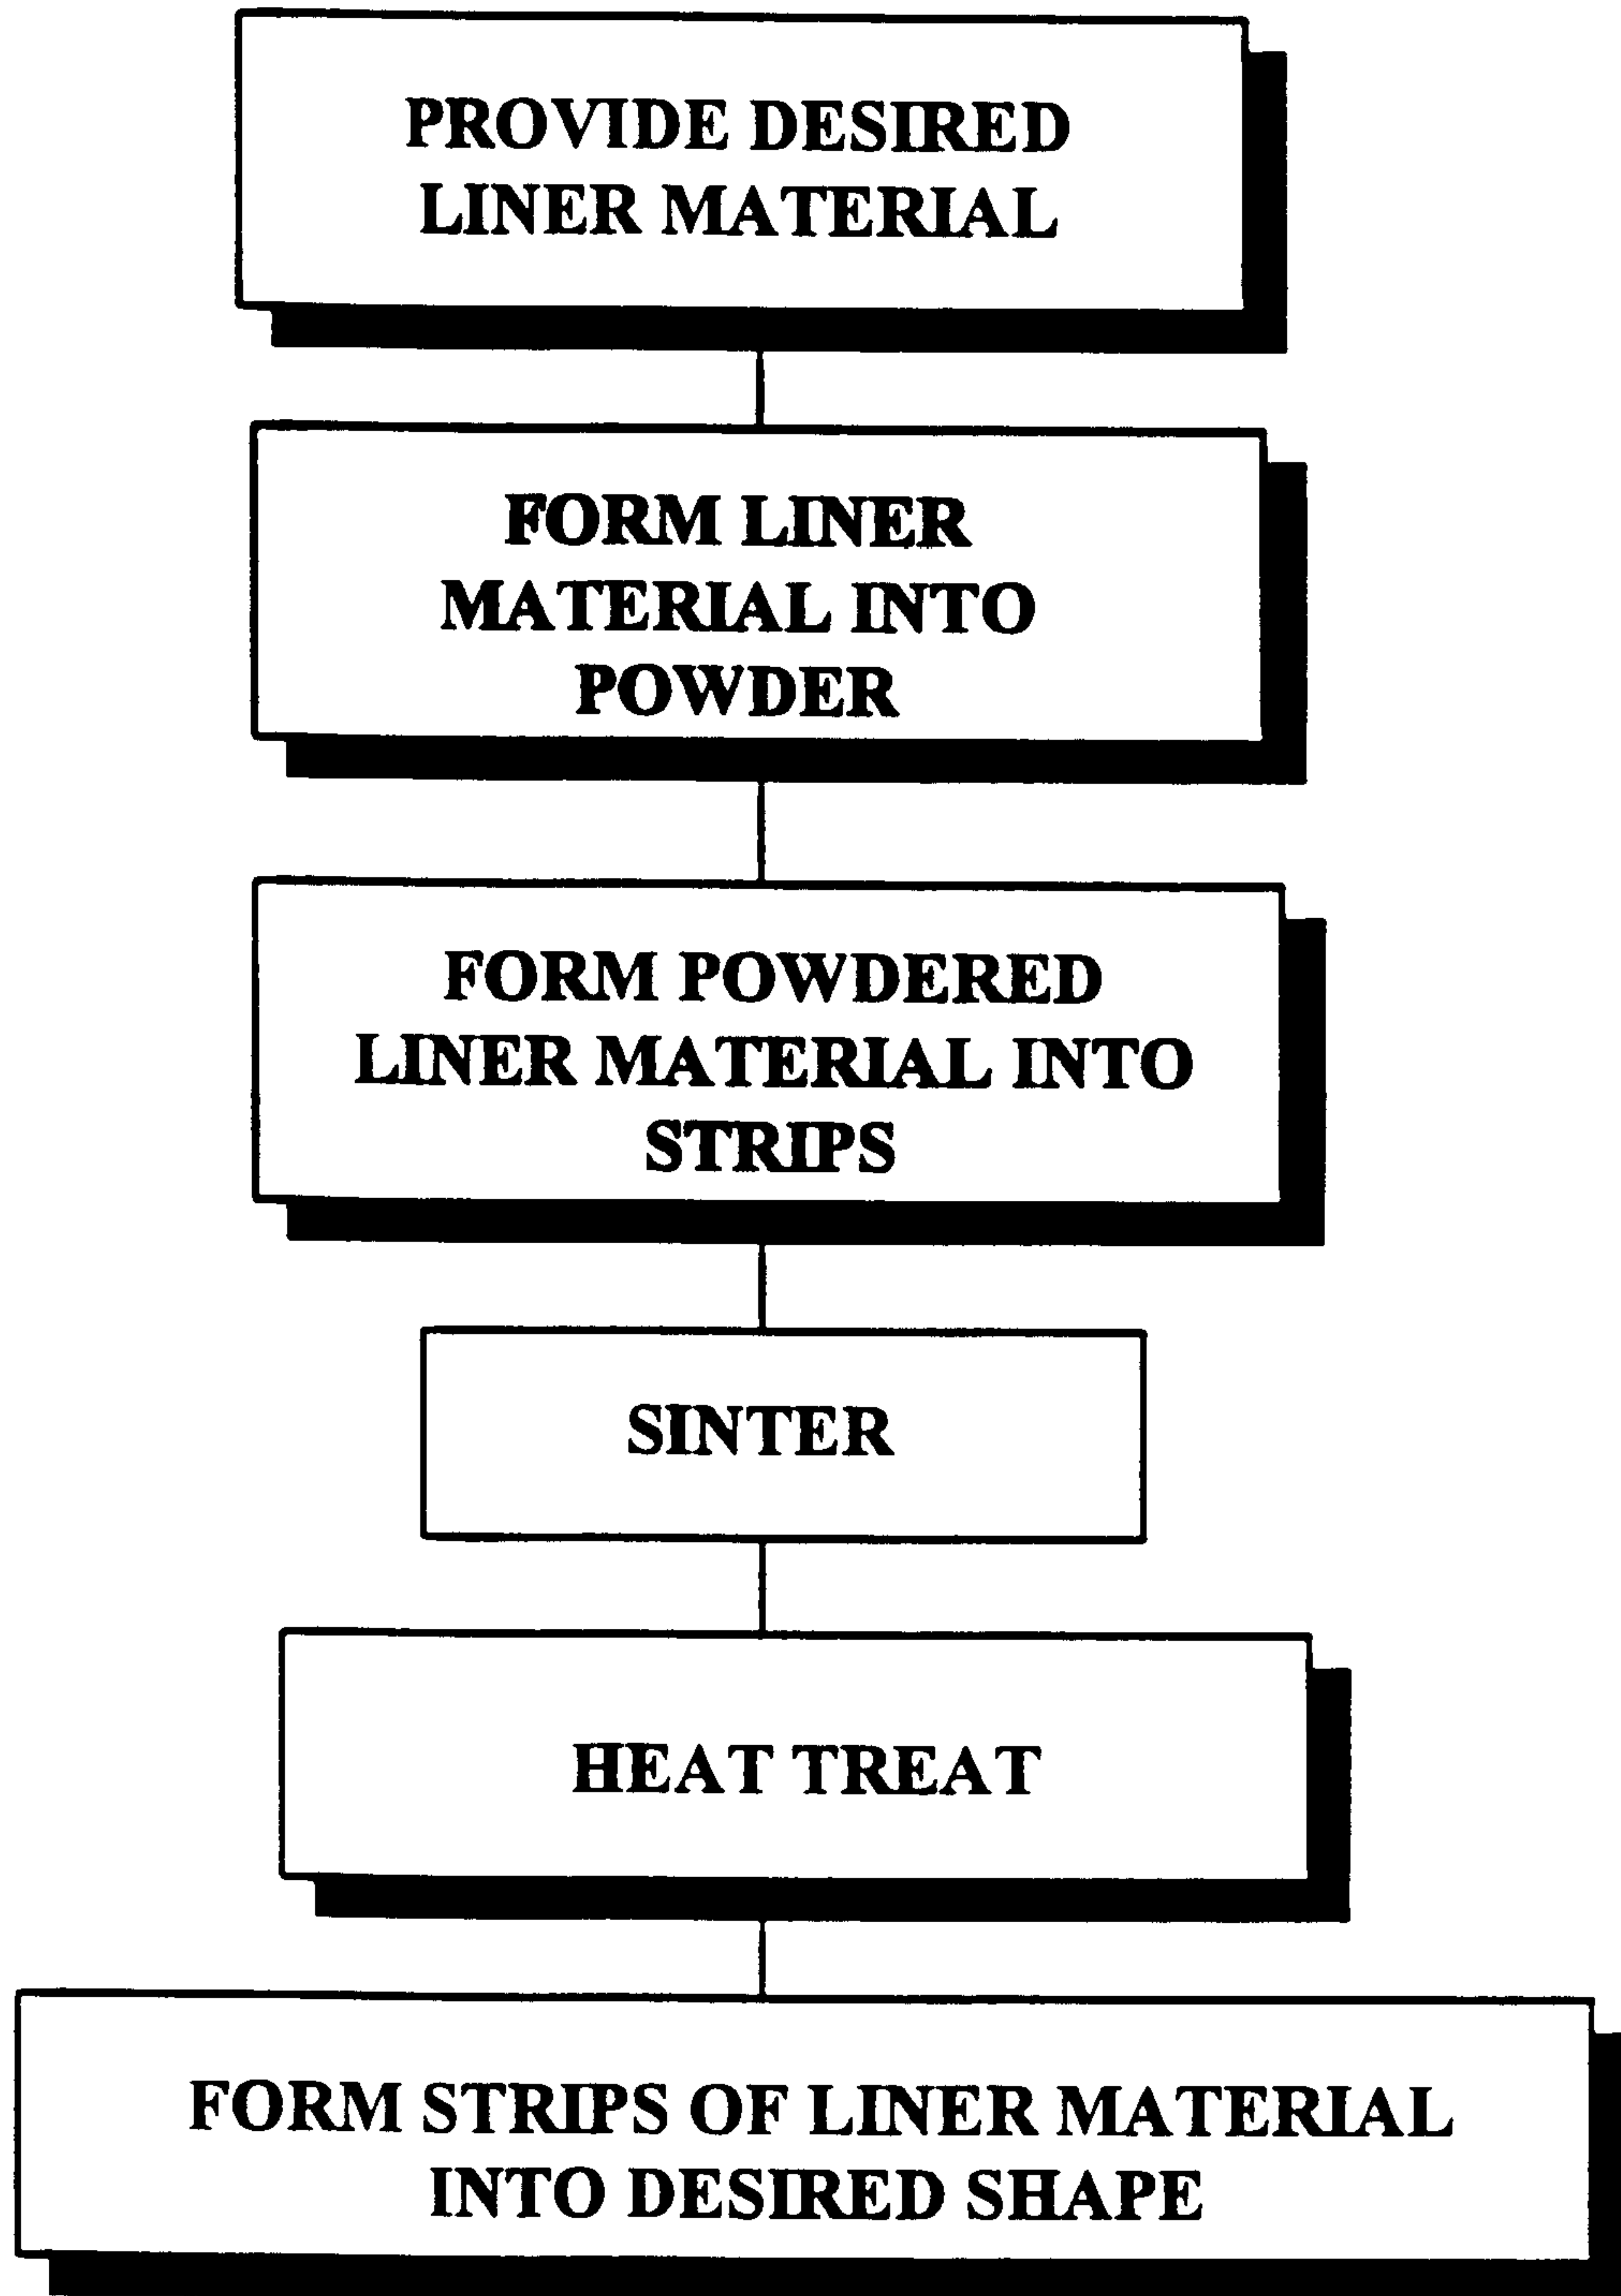 PROVIDE DESIRED
LINER MATERIAL
FORM LINER
MATERIAL INTO
POWDER
FORM POWDERED
LINER MATERIAL INTO
STRIPS
SINTER
HEAT TREAT
FORM STRIPS OF LINER MATERIAL
INTO DESIRED SHAPE